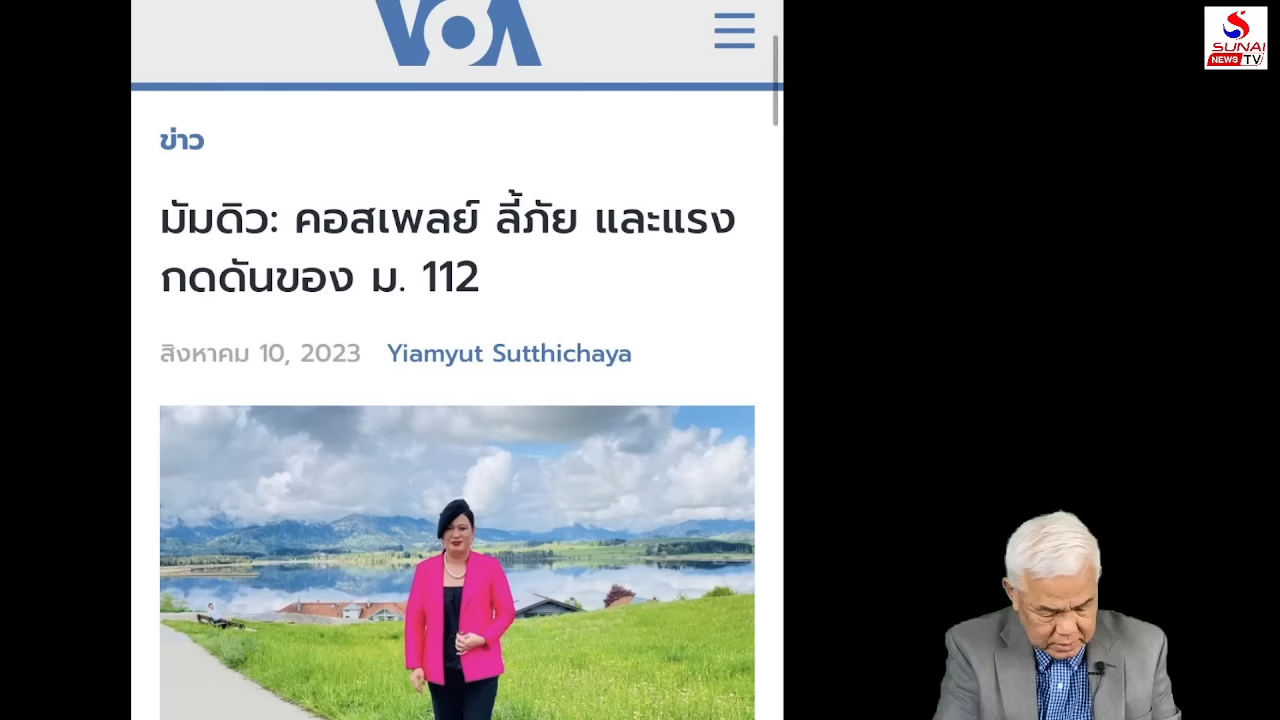 VOA
SUNAI
NEWS TV
ข่าว
มัมดิว: คอสเพลย์ ลี้ภัย และแรง
กดดันของ ม. 112
สิงหาคม 10, 2023 Yiamyut Sutthichaya